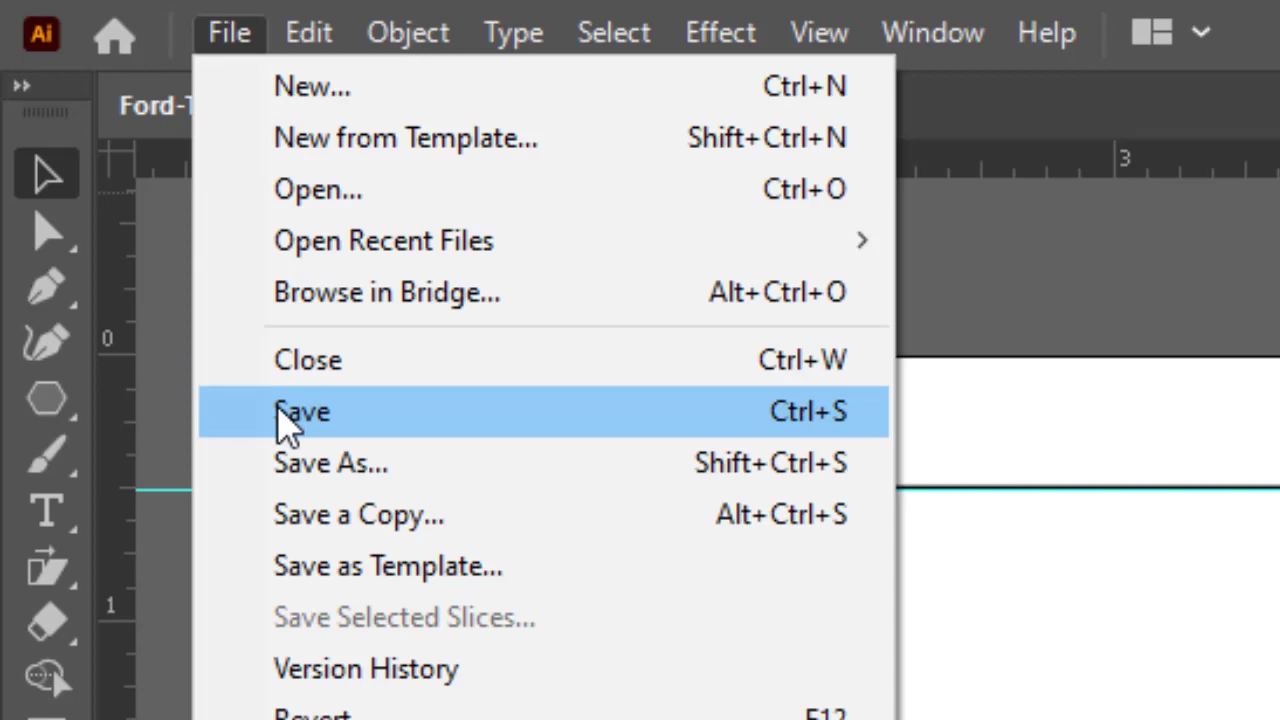 Ai File Edit Object Type Select Effect View Window Help
Ford-T
New... Ctrl+N
New from Template... Shift+Ctrl+N
3
Open... Ctrl+O
Open Recent Files
Browse in Bridge... Alt+Ctrl+O
0
Close Ctrl+W
Save Ctrl+S
Save As... Shift+Ctrl+S
Save a Copy... Alt+Ctrl+S
Save as Template...
1
Save Selected Slices...
Version History
Revert F12